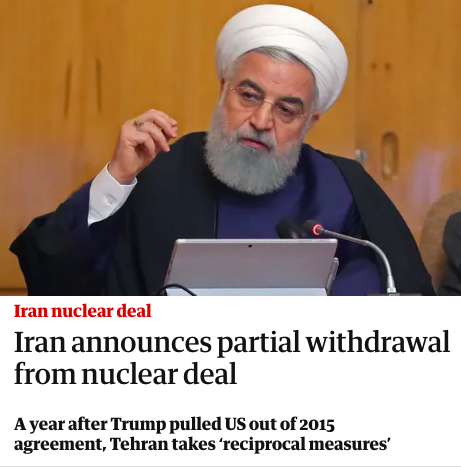 Iran nuclear deal
Iran announces partial withdrawal
from nuclear deal
A year after Trump pulled US out of 2015
agreement, Tehran takes ‘reciprocal measures’